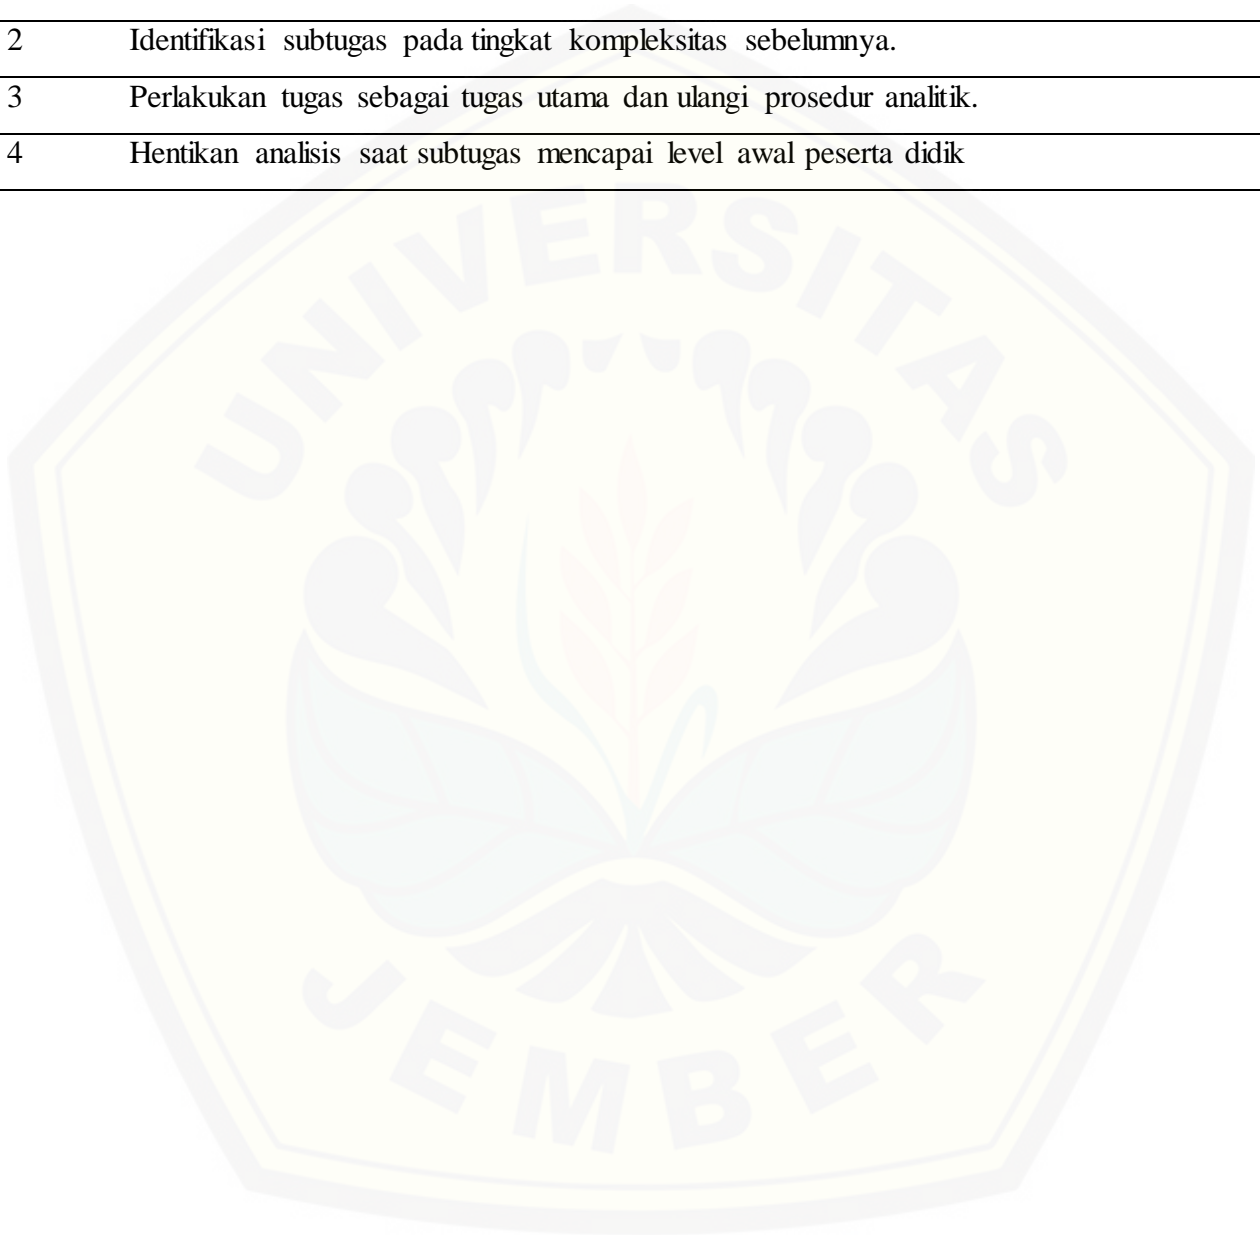 2 Identifikasi subtugas pada tingkat kompleksitas sebelumnya.
3 Perlakukan tugas sebagai tugas utama dan ulangi prosedur analitik.
4 Hentikan analisis saat subtugas mencapai level awal peserta didik
UNIVERSITAS
JEMBER